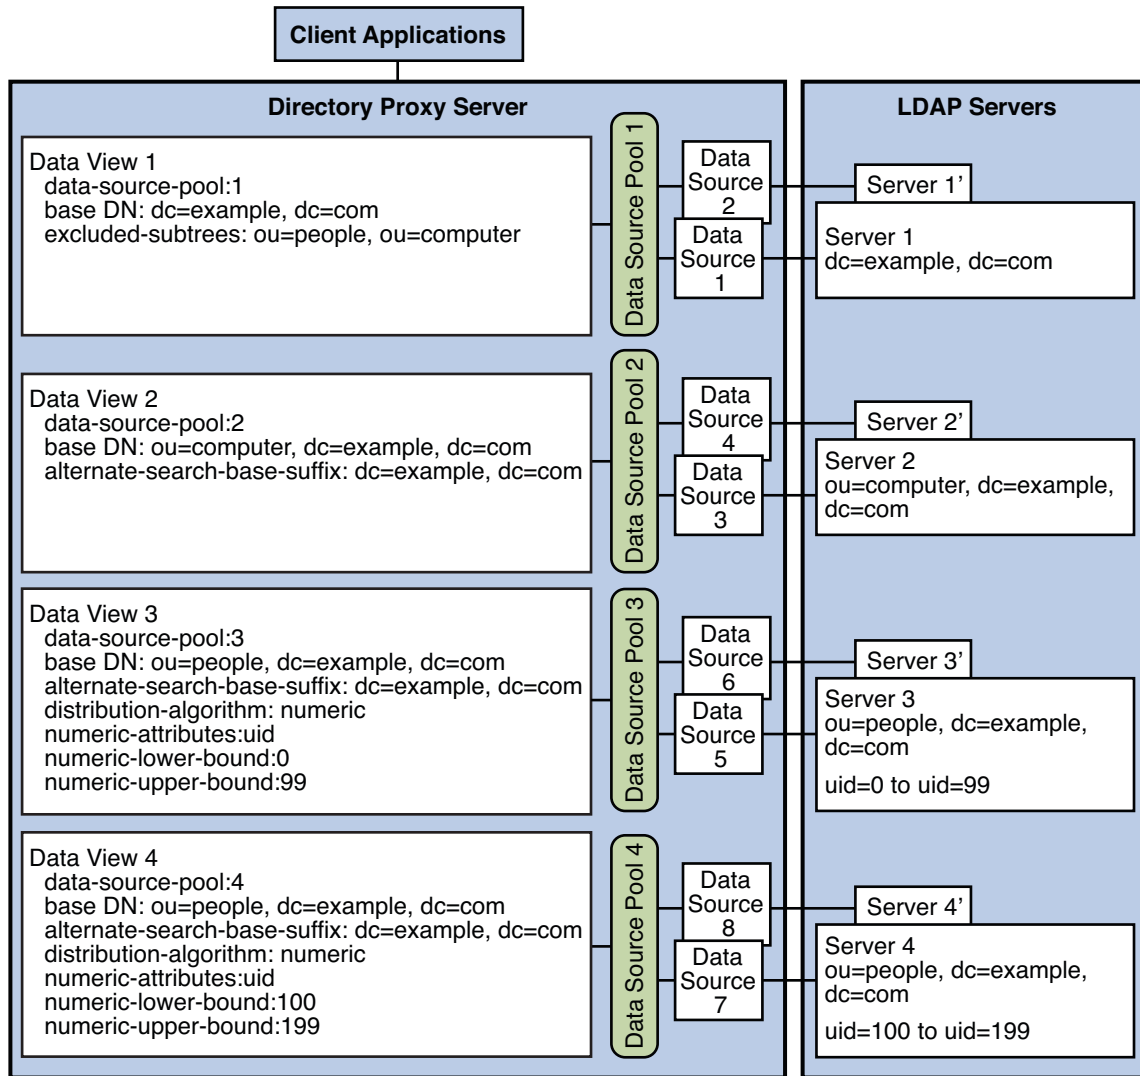 Client Applications
Directory Proxy Server
Data View 1
data-source-pool:1
base DN: dc=example, dc=com
excluded-subtrees: ou=people, ou=computer
Data Source Pool 1
Data
Source
2
Data
Source
1
Data View 2
data-source-pool:2
base DN: ou=computer, dc=example, dc=com
alternate-search-base-suffix: dc=example, dc=com
Data Source Pool 2
Data
Source
4
Data
Source
3
Data View 3
data-source-pool:3
base DN: ou=people, dc=example, dc=com
alternate-search-base-suffix: dc=example, dc=com
distribution-algorithm: numeric
numeric-attributes:uid
numeric-lower-bound:0
numeric-upper-bound:99
Data Source Pool 3
Data
Source
6
Data
Source
5
Data View 4
data-source-pool:4
base DN: ou=people, dc=example, dc=com
alternate-search-base-suffix: dc=example, dc=com
distribution-algorithm: numeric
numeric-attributes:uid
numeric-lower-bound:100
numeric-upper-bound:199
Data Source Pool 4
Data
Source
8
Data
Source
7
LDAP Servers
Server 1’
Server 1
dc=example, dc=com
Server 2’
Server 2
ou=computer, dc=example,
dc=com
Server 3’
Server 3
ou=people, dc=example,
dc=com
uid=0 to uid=99
Server 4’
Server 4
ou=people, dc=example,
dc=com
uid=100 to uid=199